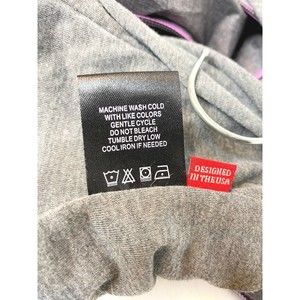 MACHINE WASH COLD
WITH LIKE COLORS
GENTLE CYCLE
DO NOT BLEACH
TUMBLE DRY LOW
COOL IRON IF NEEDED
DESIGNED
IN THE USA